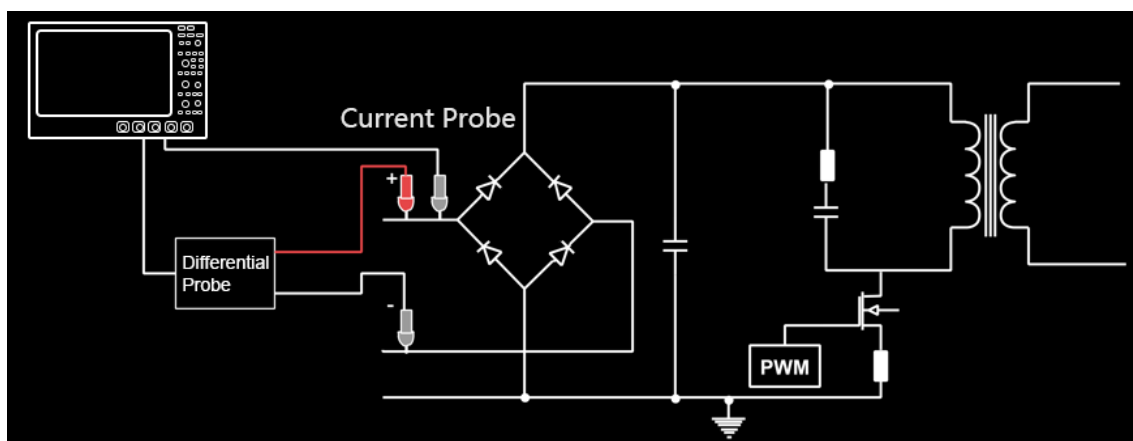 Current Probe
+
Differential
Probe
-
PWM